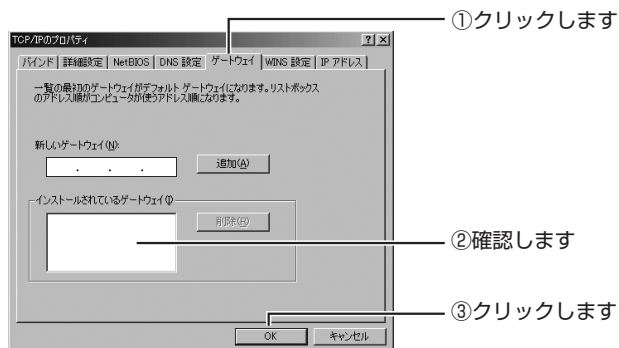 ①クリックします
TCP/IPのプロパティ
バインド 詳細設定 NetBIOS DNS 設定 ゲートウェイ WINS 設定 IP アドレス
一覧の最初のゲートウェイがデフォルト ゲートウェイになります。リストボックス
のアドレス順がコンピュータが使うアドレス順になります。
新しいゲートウェイ(N):
. . . 追加(A)
インストールされているゲートウェイ(I)
削除(R)
②確認します
③クリックします
OK キャンセル